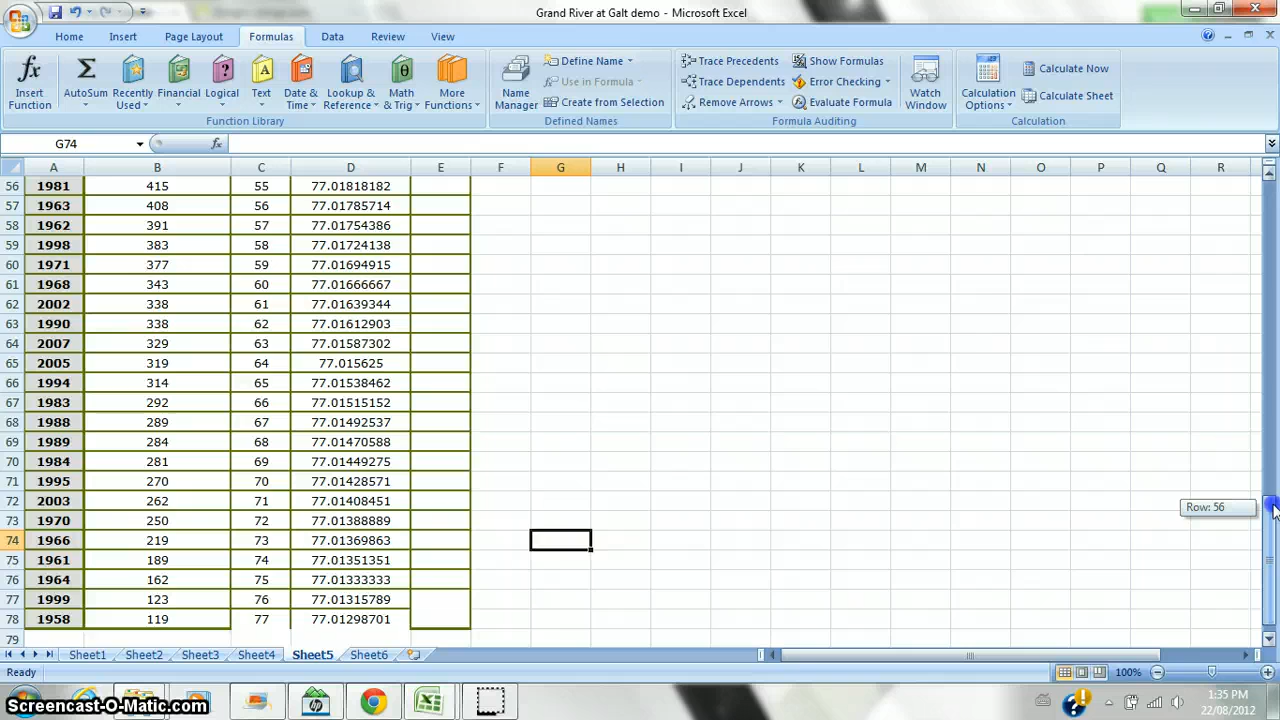 Grand River at Galt demo - Microsoft Excel
Home Insert Page Layout Formulas Data Review View
Insert Function
AutoSum
Recently Used
Financial
Logical
Text
Date & Time
Lookup & Reference
Math & Trig
More Functions
Function Library
Name Manager
Define Name
Use in Formula
Create from Selection
Defined Names
Trace Precedents
Trace Dependents
Remove Arrows
Show Formulas
Error Checking
Evaluate Formula
Formula Auditing
Watch Window
Calculation Options
Calculate Now
Calculate Sheet
Calculation
G74 fx
A B C D E F G H I J K L M N O P Q R
56 1981 415 55 77.01818182
57 1963 408 56 77.01785714
58 1962 391 57 77.01754386
59 1998 383 58 77.01724138
60 1971 377 59 77.01694915
61 1968 343 60 77.01666667
62 2002 338 61 77.01639344
63 1990 338 62 77.01612903
64 2007 329 63 77.01587302
65 2005 319 64 77.015625
66 1994 314 65 77.01538462
67 1983 292 66 77.01515152
68 1988 289 67 77.01492537
69 1989 284 68 77.01470588
70 1984 281 69 77.01449275
71 1995 270 70 77.01428571
72 2003 262 71 77.01408451
73 1970 250 72 77.01388889
74 1966 219 73 77.01369863
75 1961 189 74 77.01351351
76 1964 162 75 77.01333333
77 1999 123 76 77.01315789
78 1958 119 77 77.01298701
79
Row: 56
Sheet1 Sheet2 Sheet3 Sheet4 Sheet5 Sheet6
Ready 100%
Screencast-O-Matic.com
1:35 PM
22/08/2012